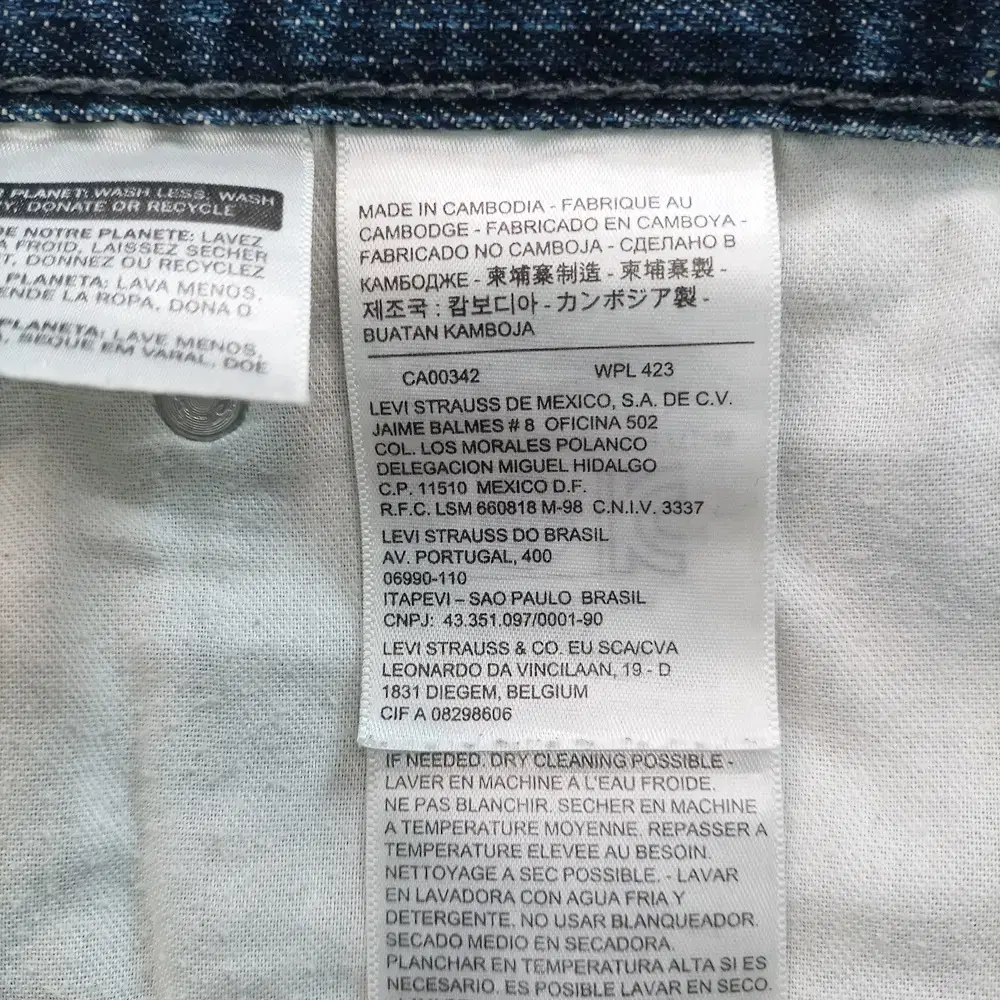 PLANET: WASH LESS, WASH
Y, DONATE OR RECYCLE
DE NOTRE PLANETE: LAVEZ
A FROID, LAISSEZ SECHER
T, DONNEZ OU RECYCLEZ
PLANETA: LAVA MENOS,
ENDE LA ROPA, DONA O
PLANETA: LAVE MENOS,
SEQUE EM VARAL, DOE
MADE IN CAMBODIA - FABRIQUE AU
CAMBODGE - FABRICADO EN CAMBOYA -
FABRICADO NO CAMBOJA - СДЕЛАНО В
КАМБОДЖЕ - 柬埔寨制造 - 柬埔寨製 -
제조국 : 캄보디아 - カンボジア製 -
BUATAN KAMBOJA
CA00342 WPL 423
LEVI STRAUSS DE MEXICO, S.A. DE C.V.
JAIME BALMES # 8 OFICINA 502
COL. LOS MORALES POLANCO
DELEGACION MIGUEL HIDALGO
C.P. 11510 MEXICO D.F.
R.F.C. LSM 660818 M-98 C.N.I.V. 3337
LEVI STRAUSS DO BRASIL
AV. PORTUGAL, 400
06990-110
ITAPEVI – SAO PAULO BRASIL
CNPJ: 43.351.097/0001-90
LEVI STRAUSS & CO. EU SCA/CVA
LEONARDO DA VINCILAAN, 19 - D
1831 DIEGEM, BELGIUM
CIF A 08298606
IF NEEDED. DRY CLEANING POSSIBLE -
LAVER EN MACHINE A L'EAU FROIDE.
NE PAS BLANCHIR. SECHER EN MACHINE
A TEMPERATURE MOYENNE. REPASSER A
TEMPERATURE ELEVEE AU BESOIN.
NETTOYAGE A SEC POSSIBLE. - LAVAR
EN LAVADORA CON AGUA FRIA Y
DETERGENTE. NO USAR BLANQUEADOR.
SECADO MEDIO EN SECADORA.
PLANCHAR EN TEMPERATURA ALTA SI ES
NECESARIO. ES POSIBLE LAVAR EN SECO.